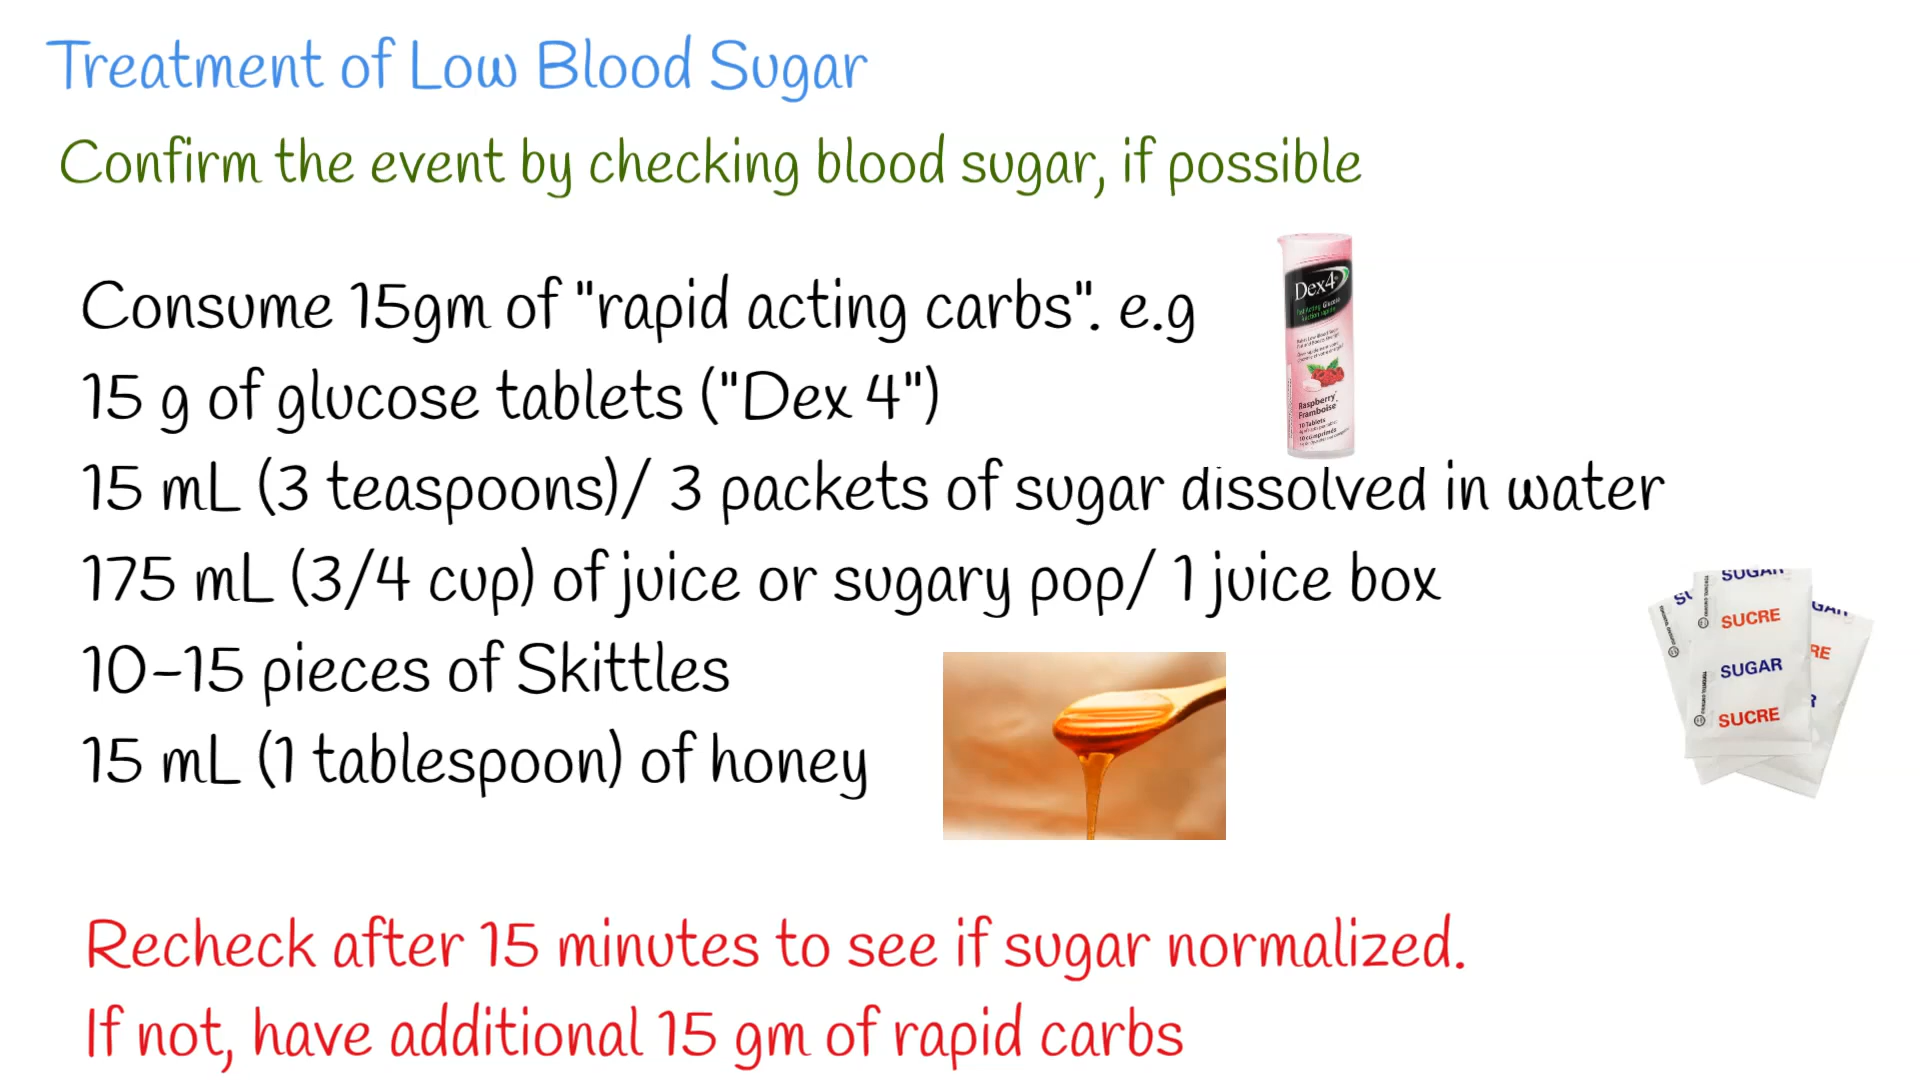 Treatment of Low Blood Sugar
Confirm the event by checking blood sugar, if possible
Consume 15gm of "rapid acting carbs". e.g
15 g of glucose tablets ("Dex 4")
15 mL (3 teaspoons)/ 3 packets of sugar dissolved in water
175 mL (3/4 cup) of juice or sugary pop/ 1 juice box
10-15 pieces of Skittles
15 mL (1 tablespoon) of honey
Recheck after 15 minutes to see if sugar normalized.
If not, have additional 15 gm of rapid carbs
Dex4
Raspberry
Framboise
10 Tablets
SUGAR
SUCRE
SUGAR
SUCRE